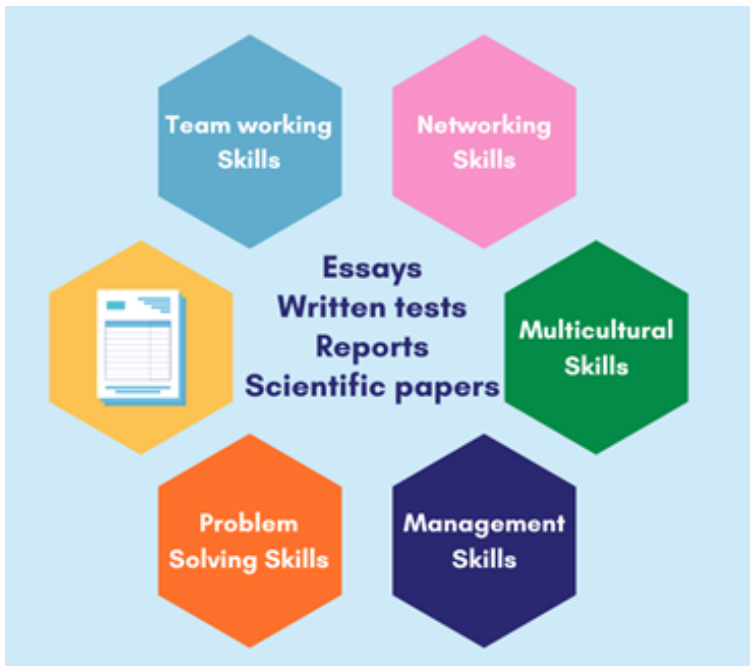 Team working
Skills
Networking
Skills
Essays
Written tests
Reports
Scientific papers
Multicultural
Skills
Problem
Solving Skills
Management
Skills